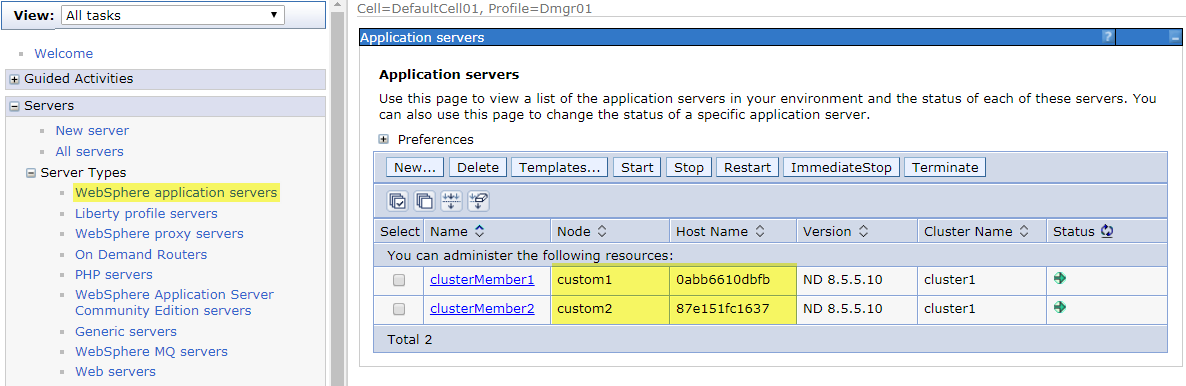 View: All tasks
Welcome
Guided Activities
Servers
New server
All servers
Server Types
WebSphere application servers
Liberty profile servers
WebSphere proxy servers
On Demand Routers
PHP servers
WebSphere Application Server
Community Edition servers
Generic servers
WebSphere MQ servers
Web servers
Cell=DefaultCell01, Profile=Dmgr01
Application servers ?
Application servers
Use this page to view a list of the application servers in your environment and the status of each of these servers. You
can also use this page to change the status of a specific application server.
Preferences
New... Delete Templates... Start Stop Restart ImmediateStop Terminate
Select Name Node Host Name Version Cluster Name Status
You can administer the following resources:
clusterMember1 custom1 0abb6610dbfb ND 8.5.5.10 cluster1
clusterMember2 custom2 87e151fc1637 ND 8.5.5.10 cluster1
Total 2